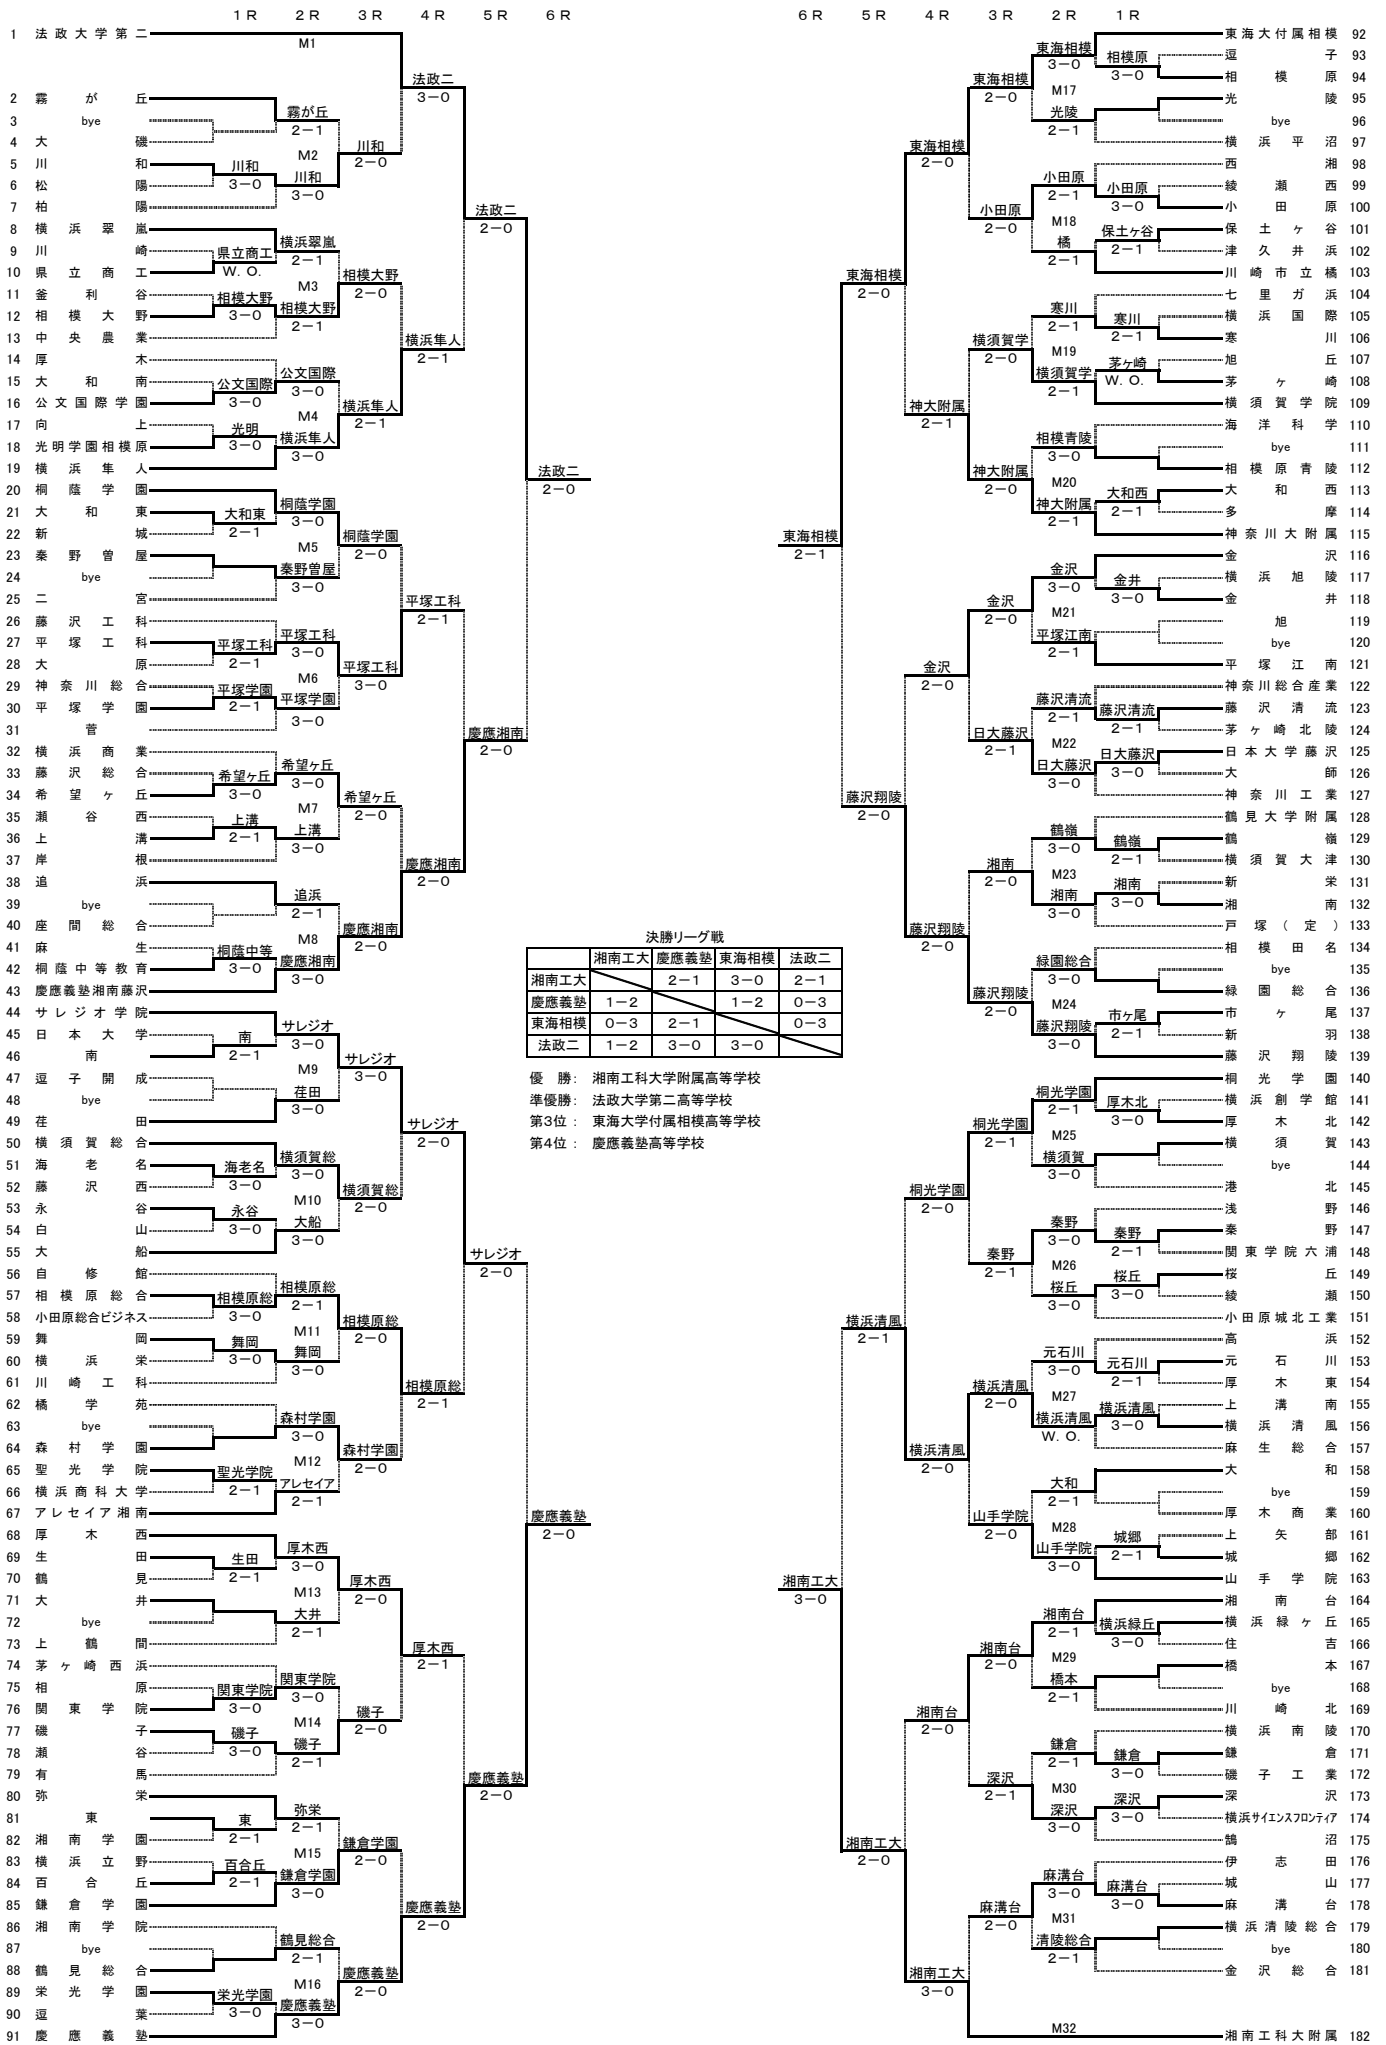 1R 2R 3R 4R 5R 6R
6R 5R 4R 3R 2R 1R
1 法政大学第二
2 霧が丘
3 bye
4 大磯
5 川和
6 松陽
7 柏陽
8 横浜翠嵐
9 川崎
10 県立商工
11 釜利谷
12 相模大野
13 中央農業
14 厚木
15 大和南
16 公文国際学園
17 向上
18 光明学園相模原
19 横浜隼人
20 桐蔭学園
21 大和東
22 新城
23 秦野曽屋
24 bye
25 二宮
26 藤沢工科
27 平塚工科
28 大原
29 神奈川総合
30 平塚学園
31 菅
32 横浜商業
33 藤沢総合
34 希望ヶ丘
35 瀬谷西
36 上溝
37 岸根
38 追浜
39 bye
40 座間総合
41 麻生
42 桐蔭中等教育
43 慶應義塾湘南藤沢
44 サレジオ学院
45 日本大学
46 南
47 逗子開成
48 bye
49 荏田
50 横須賀総合
51 海老名
52 藤沢西
53 永谷
54 白山
55 大船
56 自修館
57 相模原総合
58 小田原総合ビジネス
59 舞岡
60 横浜栄
61 川崎工科
62 橘学苑
63 bye
64 森村学園
65 聖光学院
66 横浜商科大学
67 アレセイア湘南
68 厚木西
69 生田
70 鶴見
71 大井
72 bye
73 上鶴間
74 茅ヶ崎西浜
75 相原
76 関東学院
77 磯子
78 瀬谷
79 有馬
80 弥栄
81 東
82 湘南学園
83 横浜立野
84 百合丘
85 鎌倉学園
86 湘南学院
87 bye
88 鶴見総合
89 栄光学園
90 逗葉
91 慶應義塾
川和
3-0
県立商工
W.O.
相模大野
3-0
公文国際
3-0
光明
3-0
大和東
2-1
平塚工科
2-1
平塚学園
2-1
希望ヶ丘
3-0
上溝
2-1
桐蔭中等
3-0
南
2-1
海老名
3-0
永谷
3-0
相模原総
3-0
舞岡
3-0
聖光学院
2-1
生田
2-1
関東学院
3-0
磯子
3-0
東
2-1
百合丘
2-1
栄光学園
3-0
M1
霧が丘
2-1
M2
川和
3-0
横浜翠嵐
2-1
M3
相模大野
2-1
公文国際
3-0
M4
横浜隼人
3-0
桐蔭学園
3-0
M5
秦野曽屋
3-0
平塚工科
3-0
M6
平塚学園
3-0
希望ヶ丘
3-0
M7
上溝
3-0
追浜
2-1
M8
慶應湘南
3-0
サレジオ
3-0
M9
荏田
3-0
横須賀総
3-0
M10
大船
3-0
相模原総
2-1
M11
舞岡
3-0
森村学園
3-0
M12
アレセイア
2-1
厚木西
3-0
M13
大井
2-1
関東学院
3-0
M14
磯子
2-1
弥栄
2-1
M15
鎌倉学園
3-0
鶴見総合
2-1
M16
慶應義塾
3-0
川和
2-0
相模大野
2-0
横浜隼人
2-1
桐蔭学園
2-0
平塚工科
3-0
希望ヶ丘
2-0
慶應湘南
2-0
サレジオ
3-0
横須賀総
2-0
相模原総
2-0
森村学園
2-0
厚木西
2-0
磯子
2-0
鎌倉学園
2-0
慶應義塾
2-0
法政二
3-0
横浜隼人
2-1
平塚工科
2-1
慶應湘南
2-0
サレジオ
2-0
相模原総
2-1
厚木西
2-1
慶應義塾
2-0
法政二
2-0
慶應湘南
2-0
サレジオ
2-0
慶應義塾
2-0
法政二
2-0
慶應義塾
2-0
決勝リーグ戦
湘南工大 慶應義塾 東海相模 法政二
湘南工大 2-1 3-0 2-1
慶應義塾 1-2 1-2 0-3
東海相模 0-3 2-1 0-3
法政二 1-2 3-0 3-0
優 勝: 湘南工科大学附属高等学校
準優勝: 法政大学第二高等学校
第3位: 東海大学付属相模高等学校
第4位: 慶應義塾高等学校
東海相模
2-1
湘南工大
3-0
東海相模
2-0
藤沢翔陵
2-0
横浜清風
2-1
湘南工大
2-0
東海相模
2-0
神大附属
2-1
金沢
2-0
藤沢翔陵
2-0
桐光学園
2-0
横浜清風
2-0
湘南台
2-0
湘南工大
3-0
東海相模
2-0
小田原
2-0
横須賀学
2-0
神大附属
2-0
金沢
2-0
日大藤沢
2-1
湘南
2-0
藤沢翔陵
2-0
桐光学園
2-1
秦野
2-1
横浜清風
2-0
山手学院
2-0
湘南台
2-0
深沢
2-1
麻溝台
2-0
東海相模
3-0
M17
光陵
2-1
小田原
2-1
M18
橘
2-1
寒川
2-1
M19
横須賀学
2-1
相模青陵
3-0
M20
神大附属
2-1
金沢
3-0
M21
平塚江南
2-1
藤沢清流
2-1
M22
日大藤沢
3-0
鶴嶺
3-0
M23
湘南
3-0
緑園総合
3-0
M24
藤沢翔陵
3-0
桐光学園
2-1
M25
横須賀
3-0
秦野
3-0
M26
桜丘
3-0
元石川
3-0
M27
横浜清風
W.O.
大和
2-1
M28
山手学院
3-0
湘南台
2-1
M29
橋本
2-1
鎌倉
2-1
M30
深沢
3-0
麻溝台
3-0
M31
清陵総合
2-1
M32
相模原
3-0
小田原
3-0
保土ヶ谷
2-1
寒川
2-1
茅ヶ崎
W.O.
大和西
2-1
金井
3-0
藤沢清流
2-1
日大藤沢
3-0
鶴嶺
2-1
湘南
3-0
市ヶ尾
2-1
厚木北
3-0
秦野
2-1
桜丘
3-0
元石川
2-1
横浜清風
3-0
城郷
2-1
横浜緑丘
3-0
鎌倉
3-0
深沢
3-0
麻溝台
3-0
東海大付属相模 92
逗子 93
相模原 94
光陵 95
bye 96
横浜平沼 97
西湘 98
綾瀬西 99
小田原 100
保土ヶ谷 101
津久井浜 102
川崎市立橘 103
七里ガ浜 104
横浜国際 105
寒川 106
旭丘 107
茅ヶ崎 108
横須賀学院 109
海洋科学 110
bye 111
相模原青陵 112
大和西 113
多摩 114
神奈川大附属 115
金沢 116
横浜旭陵 117
金井 118
旭 119
bye 120
平塚江南 121
神奈川総合産業 122
藤沢清流 123
茅ヶ崎北陵 124
日本大学藤沢 125
大師 126
神奈川工業 127
鶴見大学附属 128
鶴嶺 129
横須賀大津 130
新栄 131
湘南 132
戸塚(定) 133
相模田名 134
bye 135
緑園総合 136
市ヶ尾 137
新羽 138
藤沢翔陵 139
桐光学園 140
横浜創学館 141
厚木北 142
横須賀 143
bye 144
港北 145
浅野 146
秦野 147
関東学院六浦 148
桜丘 149
綾瀬 150
小田原城北工業 151
高浜 152
元石川 153
厚木東 154
上溝南 155
横浜清風 156
麻生総合 157
大和 158
bye 159
厚木商業 160
上矢部 161
城郷 162
山手学院 163
湘南台 164
横浜緑ヶ丘 165
住吉 166
橋本 167
bye 168
川崎北 169
横浜南陵 170
鎌倉 171
磯子工業 172
深沢 173
横浜サイエンスフロンティア 174
鵠沼 175
伊志田 176
城山 177
麻溝台 178
横浜清陵総合 179
bye 180
金沢総合 181
湘南工科大附属 182